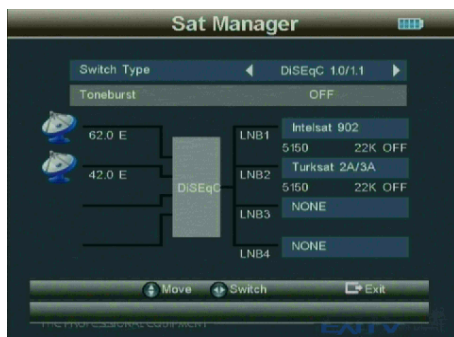 Sat Manager
Switch Type DiSEqC 1.0/1.1
Toneburst OFF
62.0 E LNB1 Intelsat 902
5150 22K OFF
42.0 E DiSEqC LNB2 Turksat 2A/3A
5150 22K OFF
LNB3 NONE
LNB4 NONE
Move Switch Exit